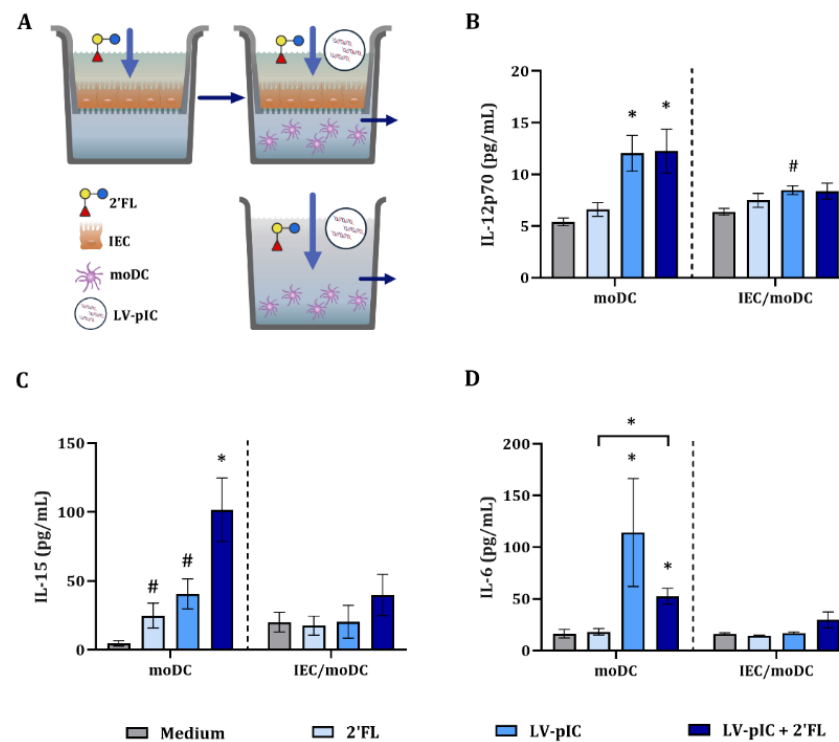 A
2'FL
IEC
moDC
LV-pIC
B
IL-12p70 (pg/mL)
20
15
10
5
0
*
*
#
moDC
IEC/moDC
C
IL-15 (pg/mL)
150
100
50
0
#
#
*
moDC
IEC/moDC
D
IL-6 (pg/mL)
200
150
100
50
0
*
*
*
moDC
IEC/moDC
Medium
2'FL
LV-pIC
LV-pIC + 2'FL